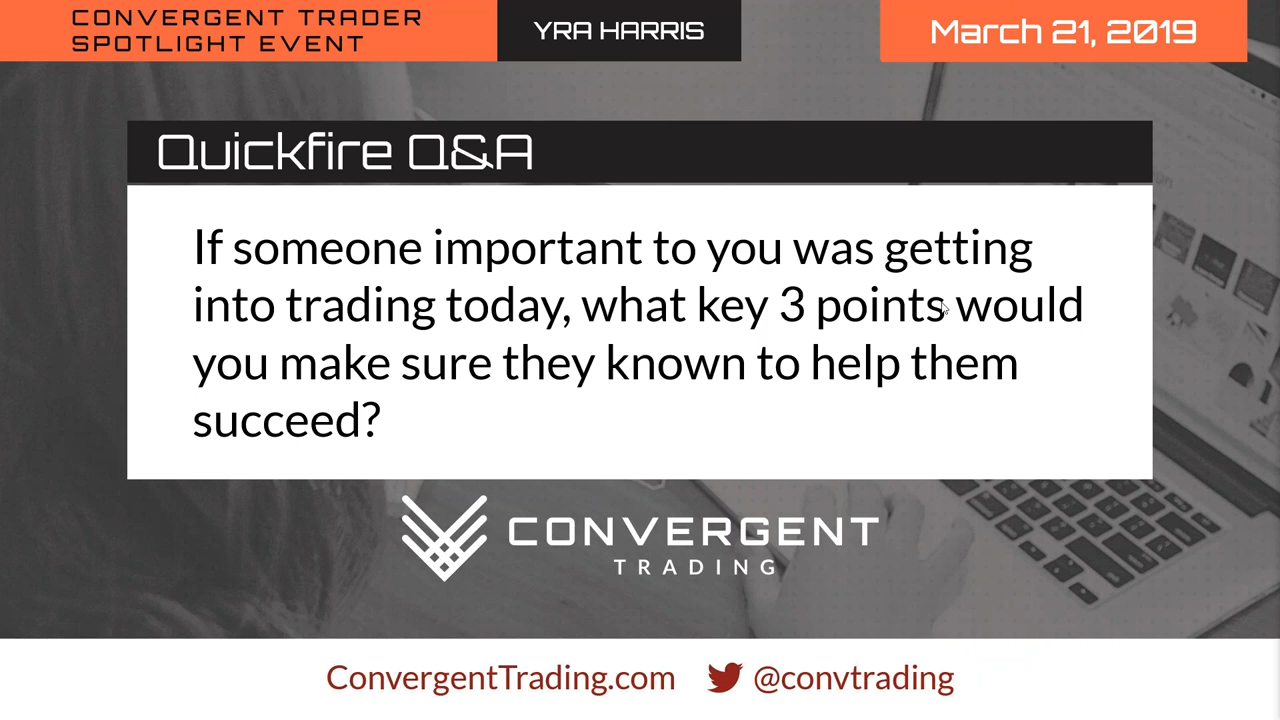 CONVERGENT TRADER
SPOTLIGHT EVENT
YRA HARRIS
March 21, 2019
Quickfire Q&A
If someone important to you was getting
into trading today, what key 3 points would
you make sure they known to help them
succeed?
CONVERGENT
TRADING
ConvergentTrading.com
@convtrading